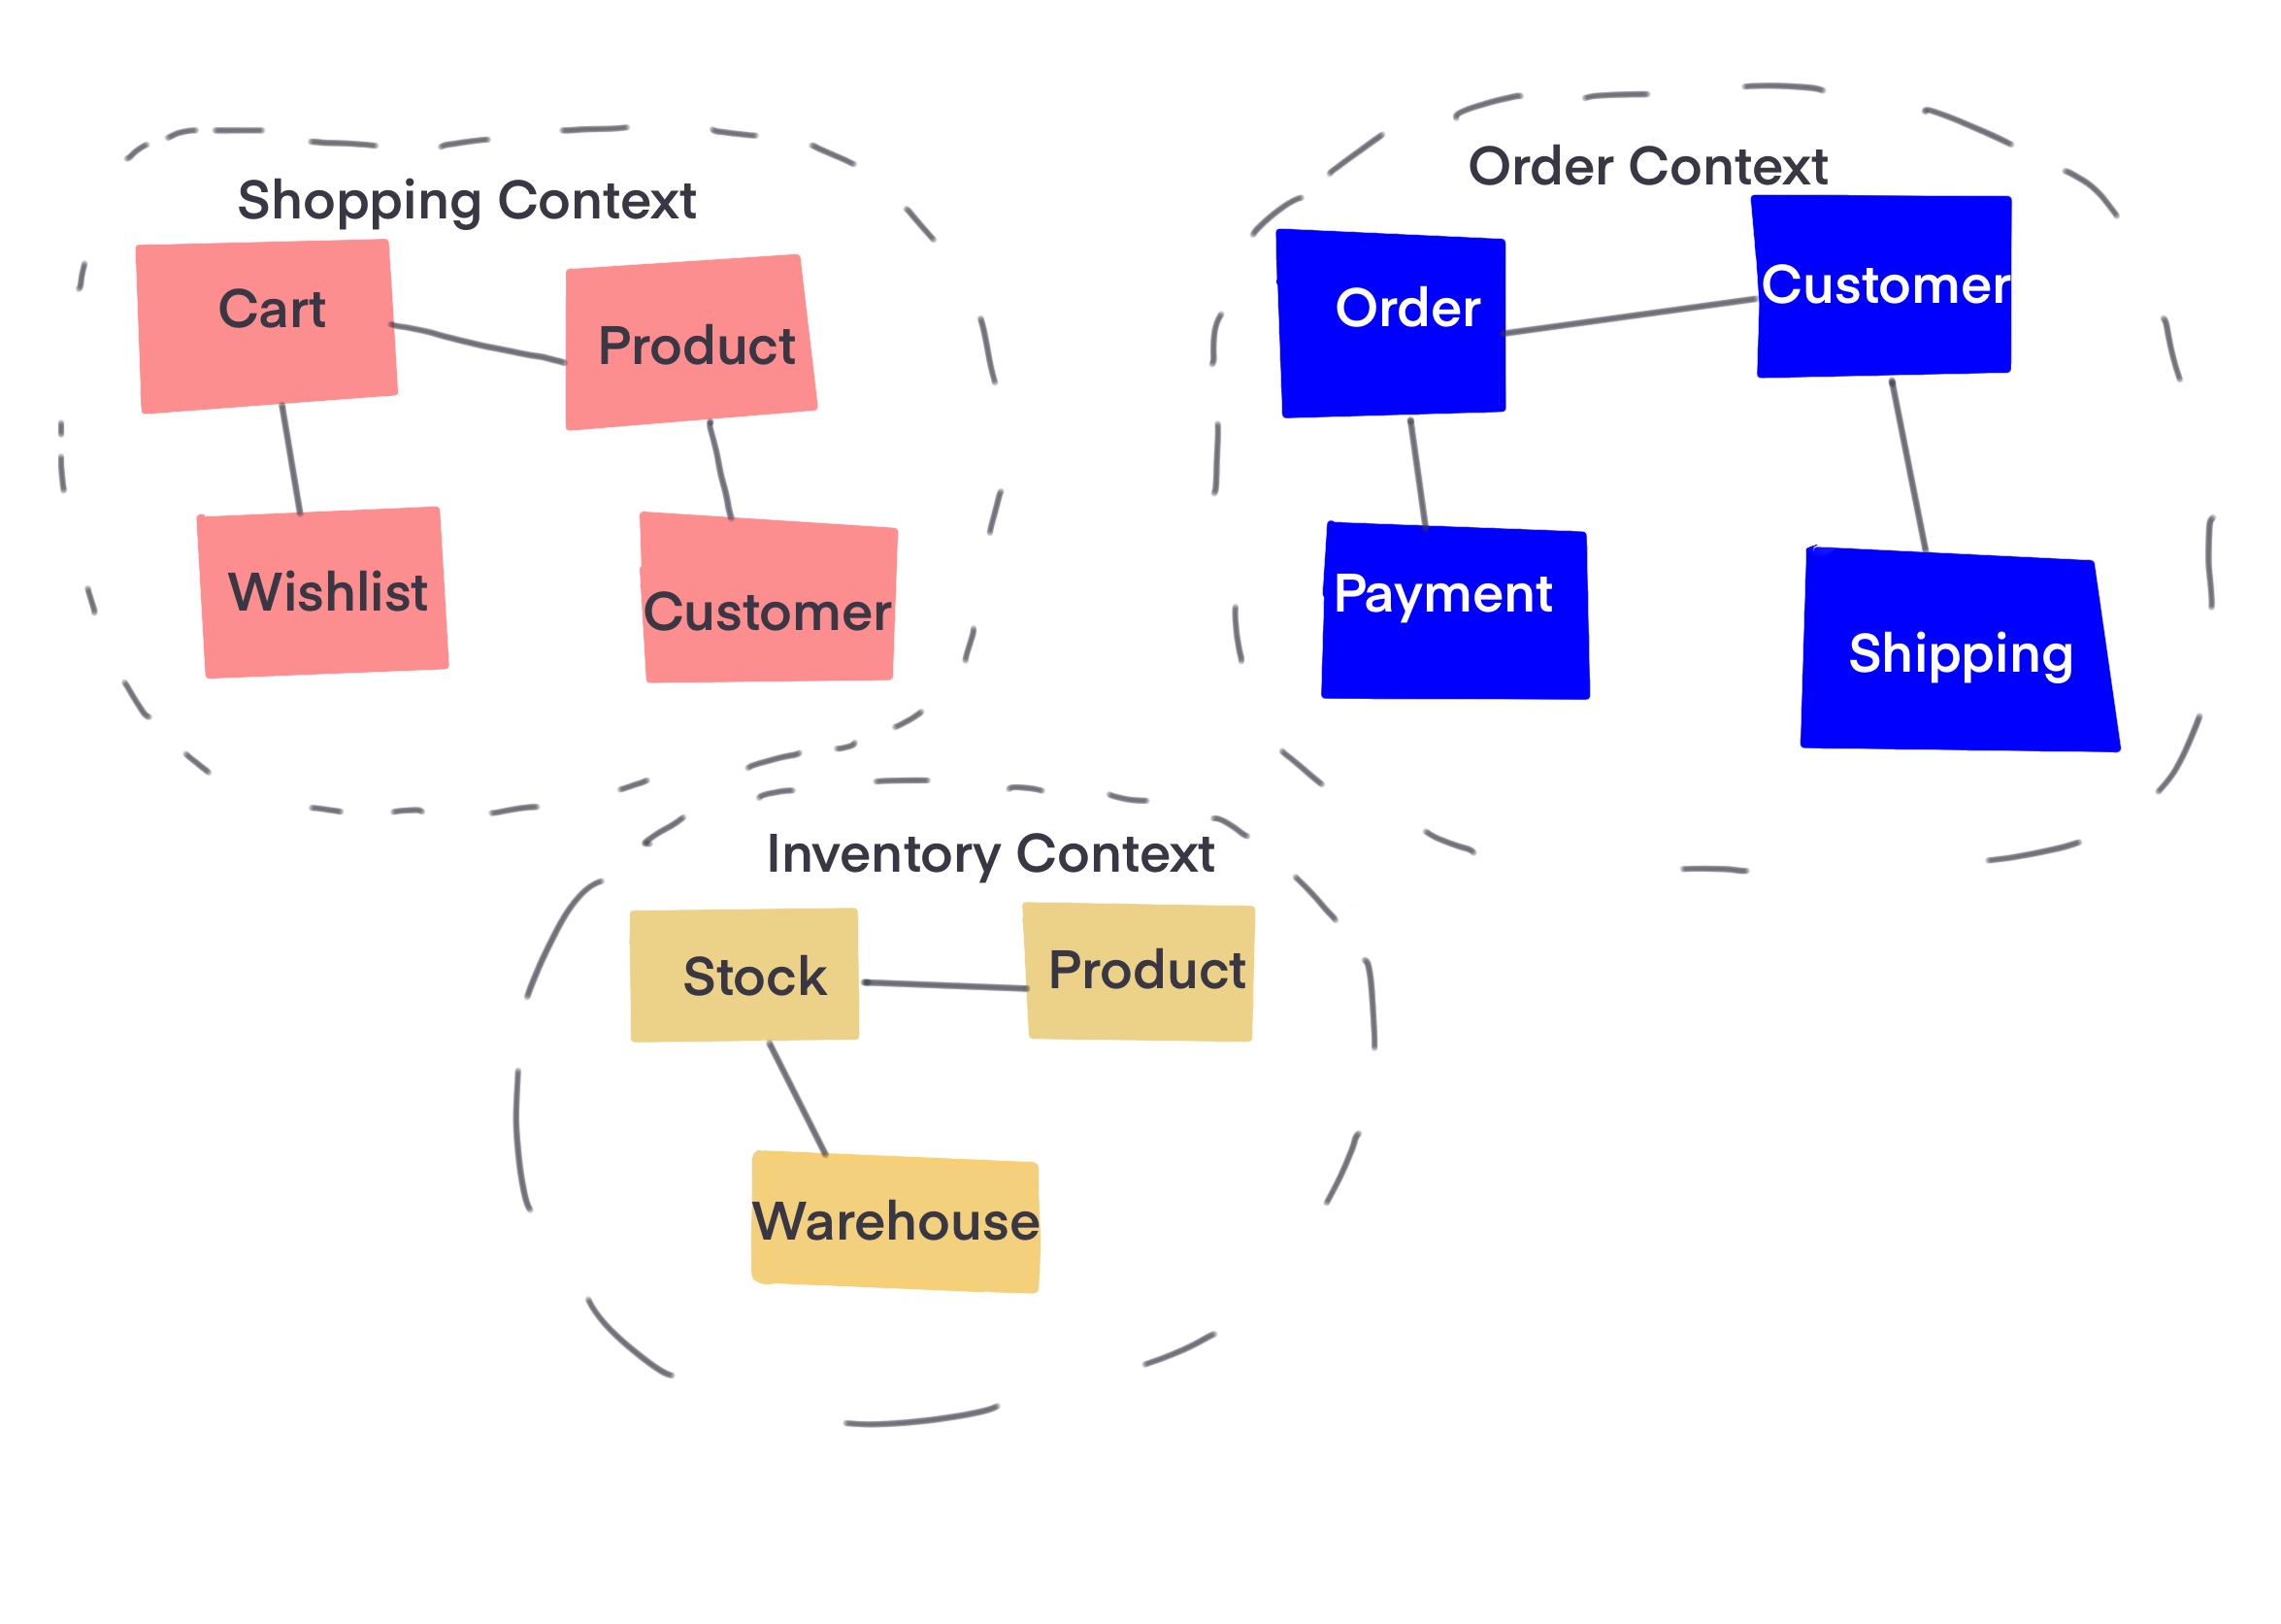 Shopping Context
Cart
Product
Wishlist
Customer
Order Context
Order
Customer
Payment
Shipping
Inventory Context
Stock
Product
Warehouse